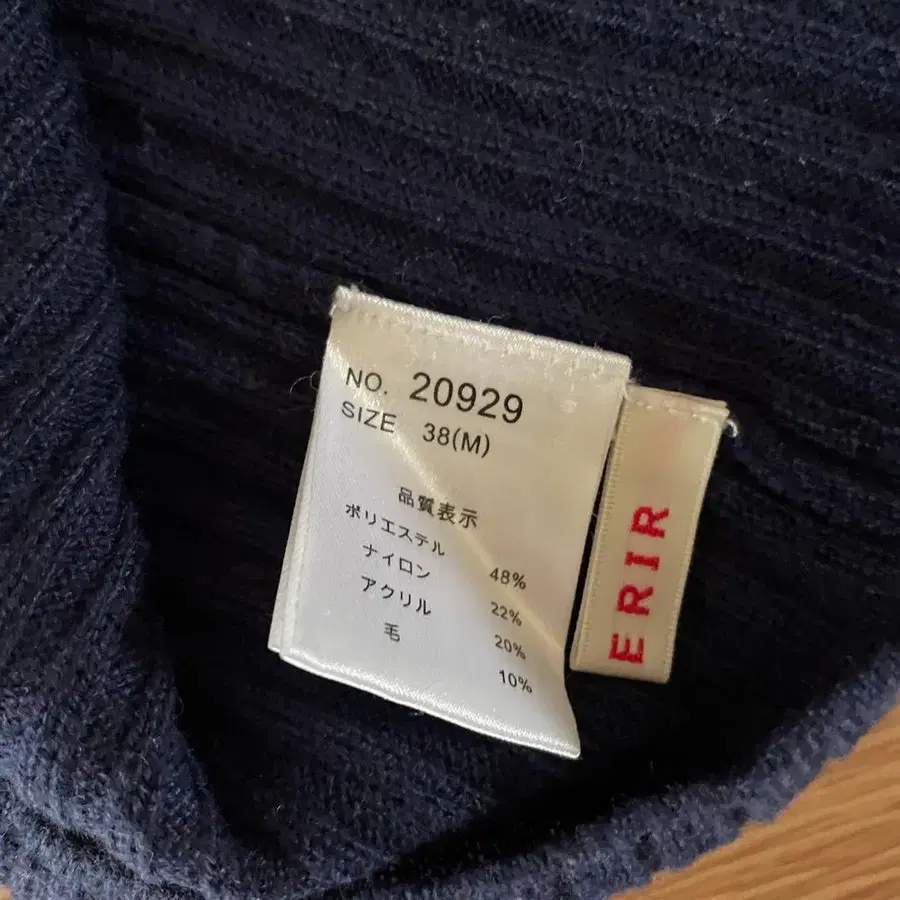 NO. 20929
SIZE 38(M)
品質表示
ポリエステル 48%
ナイロン 22%
アクリル 20%
毛 10%
ERIR